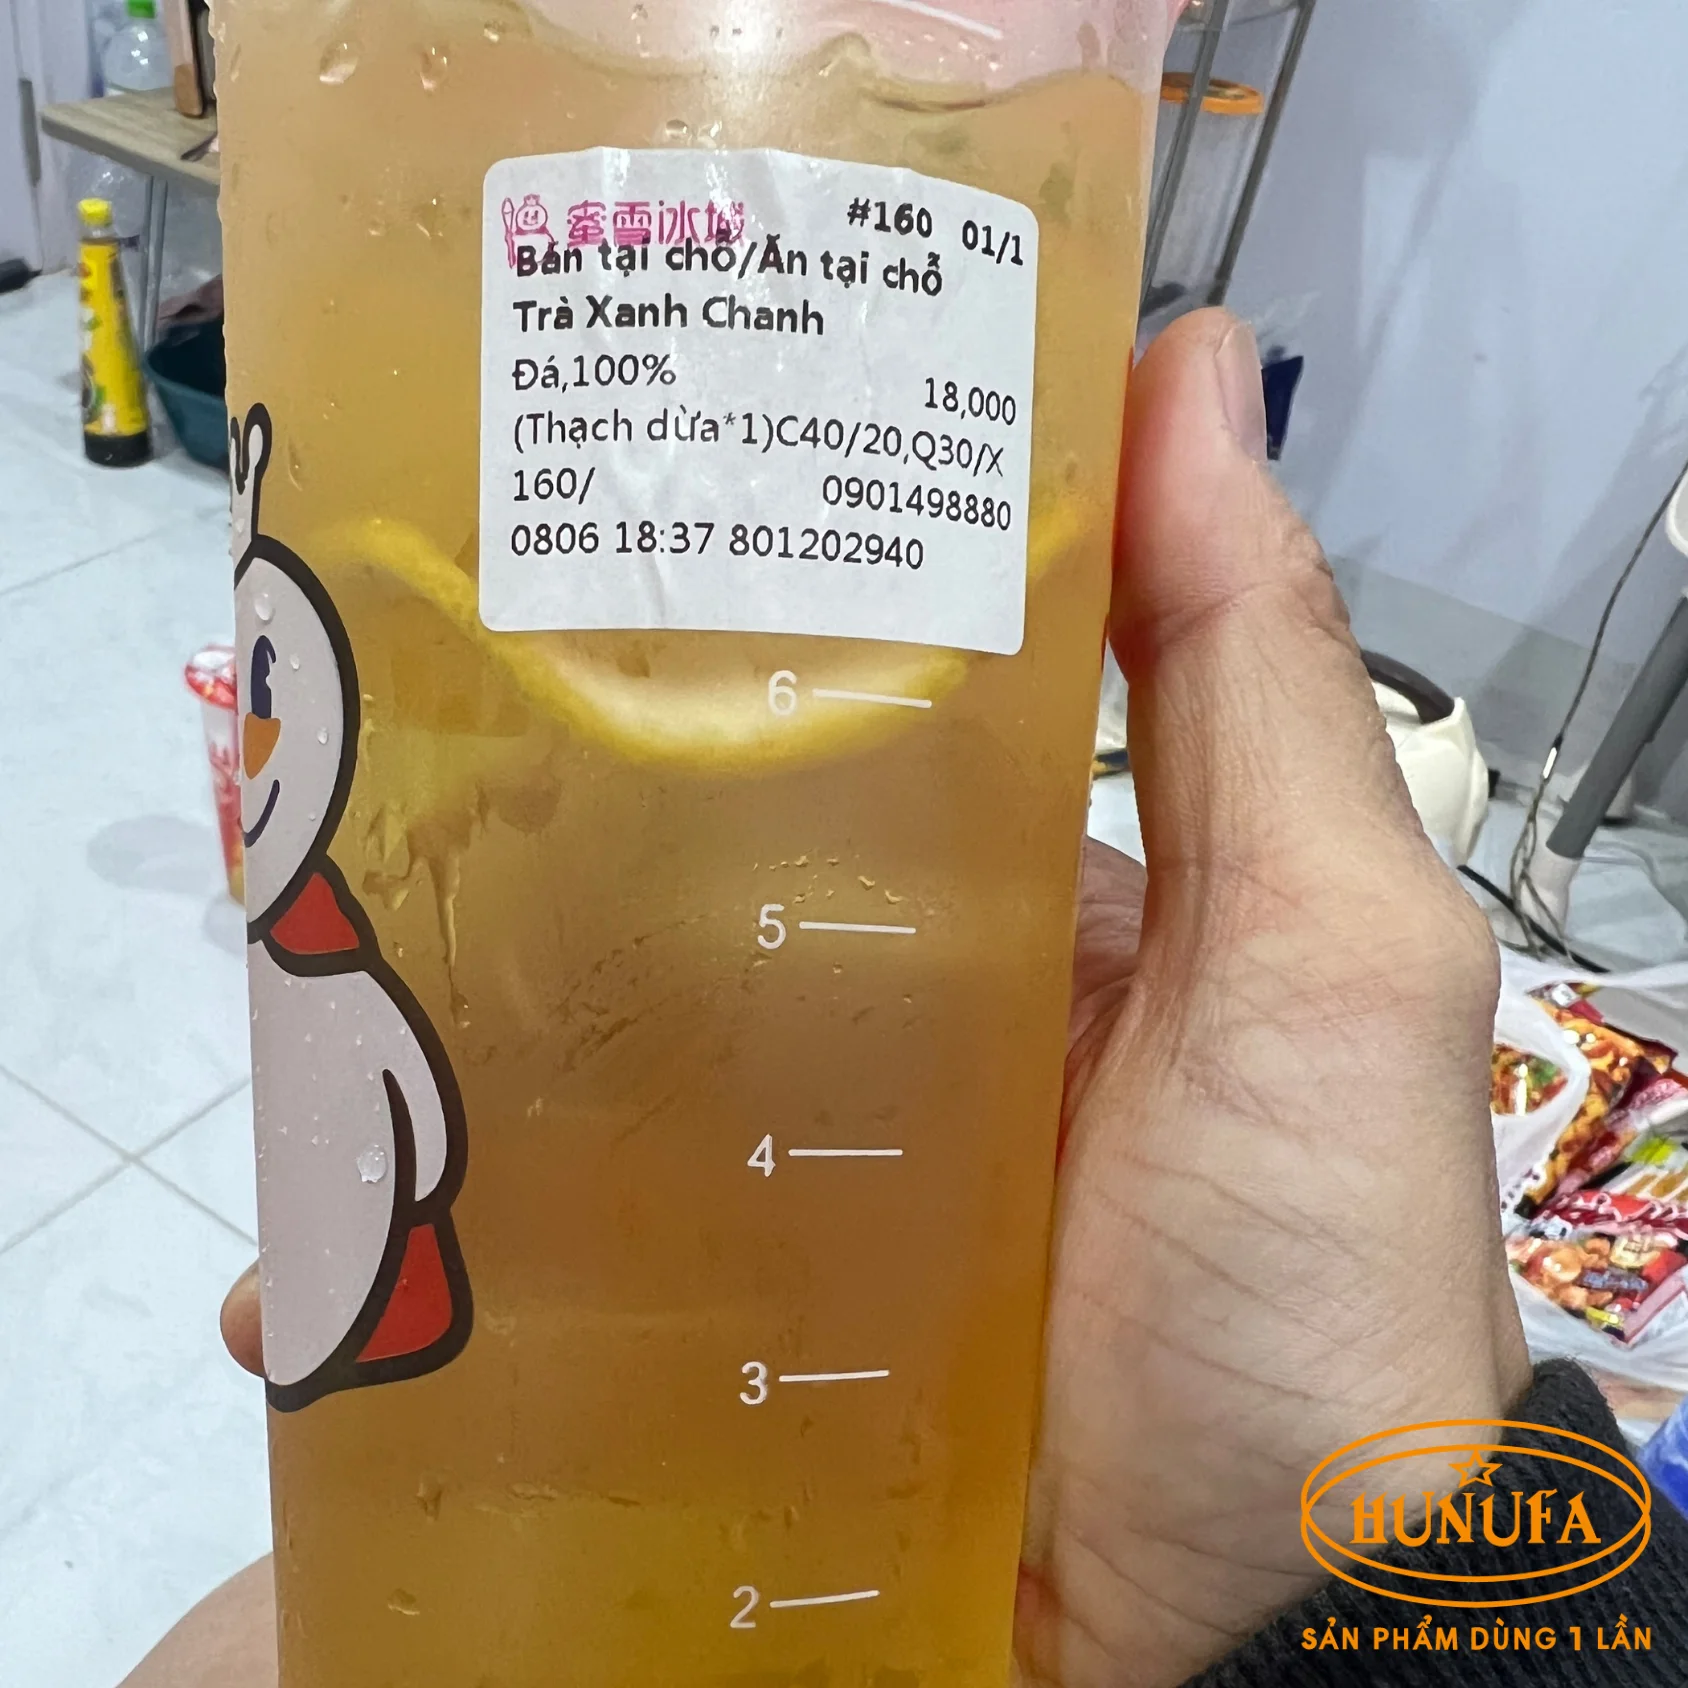 蜜雪冰城 #160 01/1
Bán tại chỗ/Ăn tại chỗ
Trà Xanh Chanh
Đá,100%
18,000
(Thạch dừa*1)C40/20,Q30/X
160/ 0901498880
0806 18:37 801202940
6
5
4
3
2
HUNUFA
SẢN PHẨM DÙNG 1 LẦN